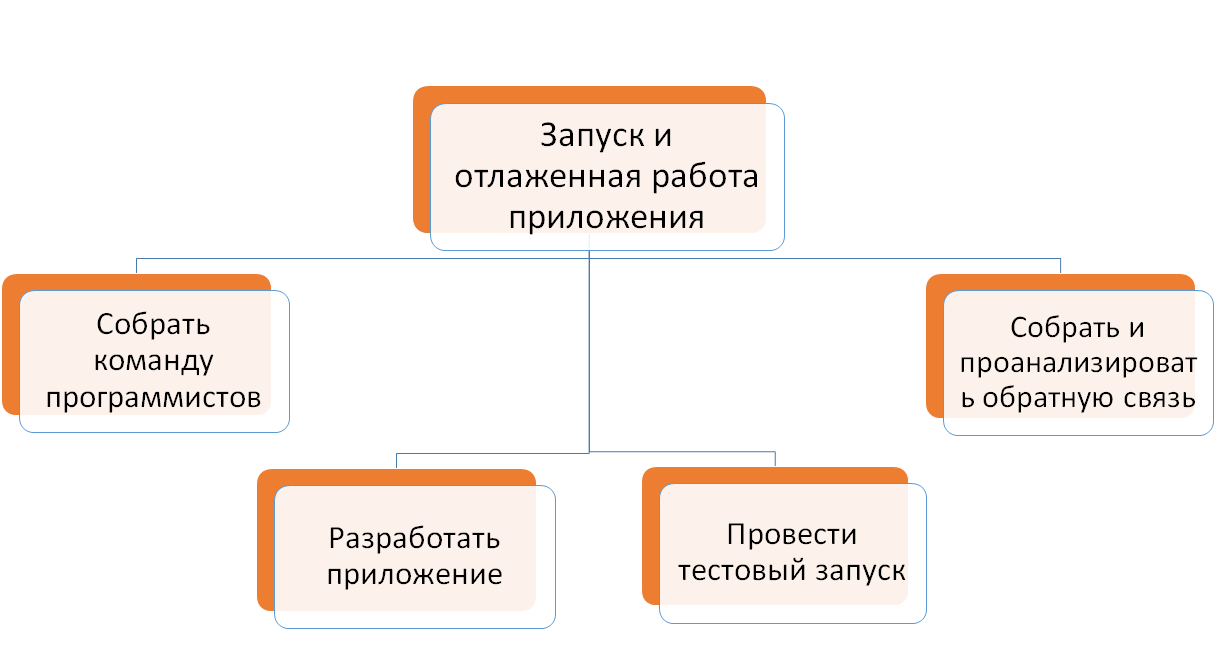 Запуск и
отлаженная работа
приложения
Собрать
команду
программистов
Собрать и
проанализироват
ь обратную связь
Разработать
приложение
Провести
тестовый запуск